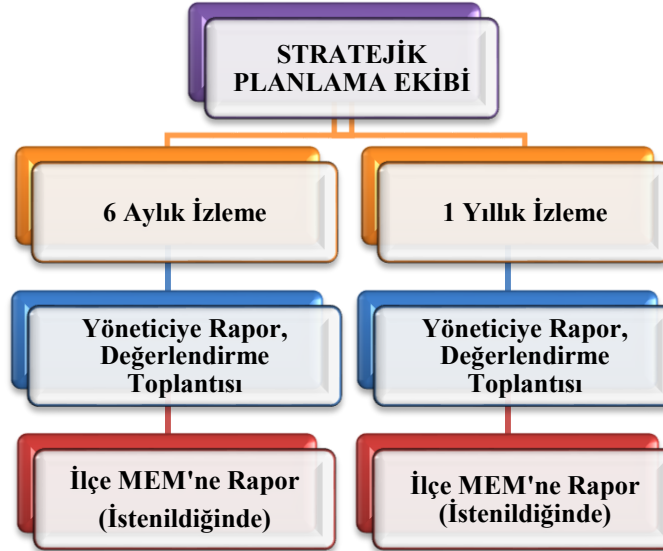 STRATEJİK
PLANLAMA EKİBİ
6 Aylık İzleme
1 Yıllık İzleme
Yöneticiye Rapor,
Değerlendirme
Toplantısı
Yöneticiye Rapor,
Değerlendirme
Toplantısı
İlçe MEM'ne Rapor
(İstenildiğinde)
İlçe MEM'ne Rapor
(İstenildiğinde)